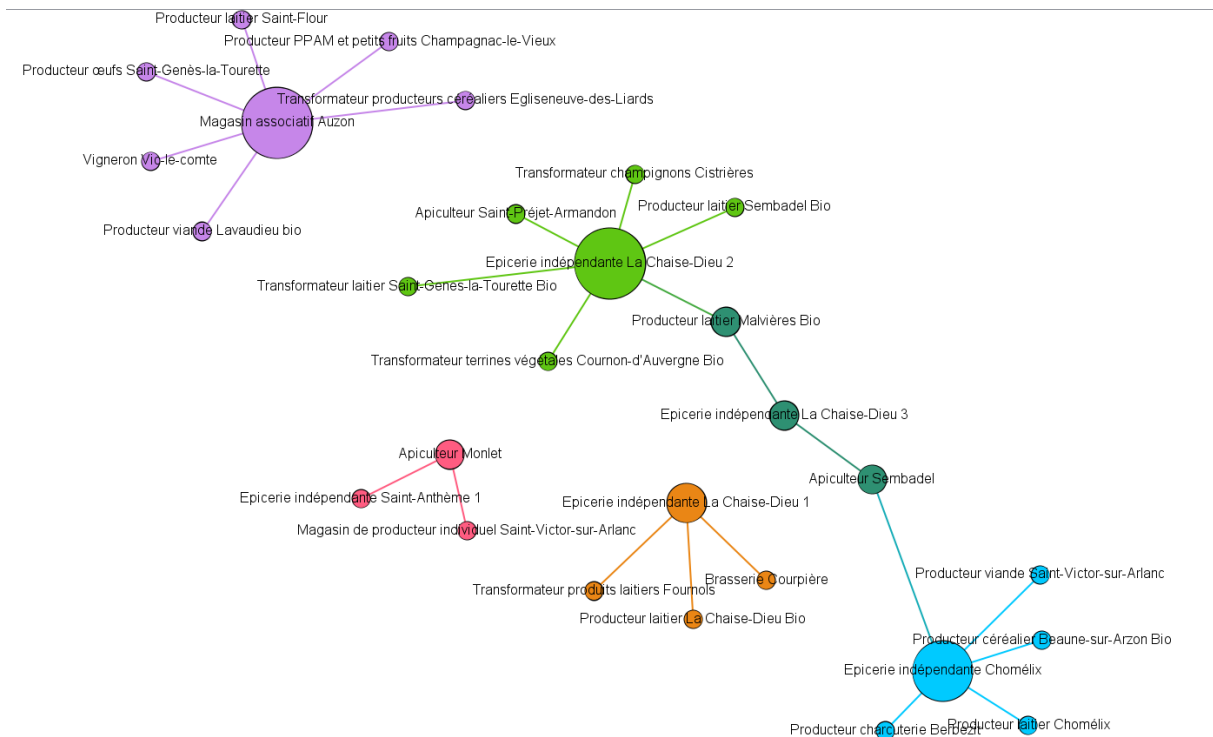 Producteur laitier Saint-Flour
Producteur PPAM et petits fruits Champagnac-le-Vieux
Producteur œufs Saint-Genès-la-Tourette
Transformateur producteurs céréaliers Egliseneuve-des-Liards
Magasin associatif Auzon
Vigneron Vic-le-comte
Producteur viande Lavaudieu bio
Transformateur champignons Cistrières
Apiculteur Saint-Préjet-Armandon
Producteur laitier Sembadel Bio
Epicerie indépendante La Chaise-Dieu 2
Transformateur laitier Saint-Genès-la-Tourette Bio
Producteur laitier Malvières Bio
Transformateur terrines végétales Cournon-d'Auvergne Bio
Epicerie indépendante La Chaise-Dieu 3
Apiculteur Monlet
Apiculteur Sembadel
Epicerie indépendante Saint-Anthème 1
Epicerie indépendante La Chaise-Dieu 1
Magasin de producteur individuel Saint-Victor-sur-Arlanc
Producteur viande Saint-Victor-sur-Arlanc
Brasserie Courpière
Transformateur produits laitiers Fournols
Producteur laitier La Chaise-Dieu Bio
Producteur céréalier Beaune-sur-Arzon Bio
Epicerie indépendante Chomélix
Producteur laitier Chomélix
Producteur charcuterie Berbezit